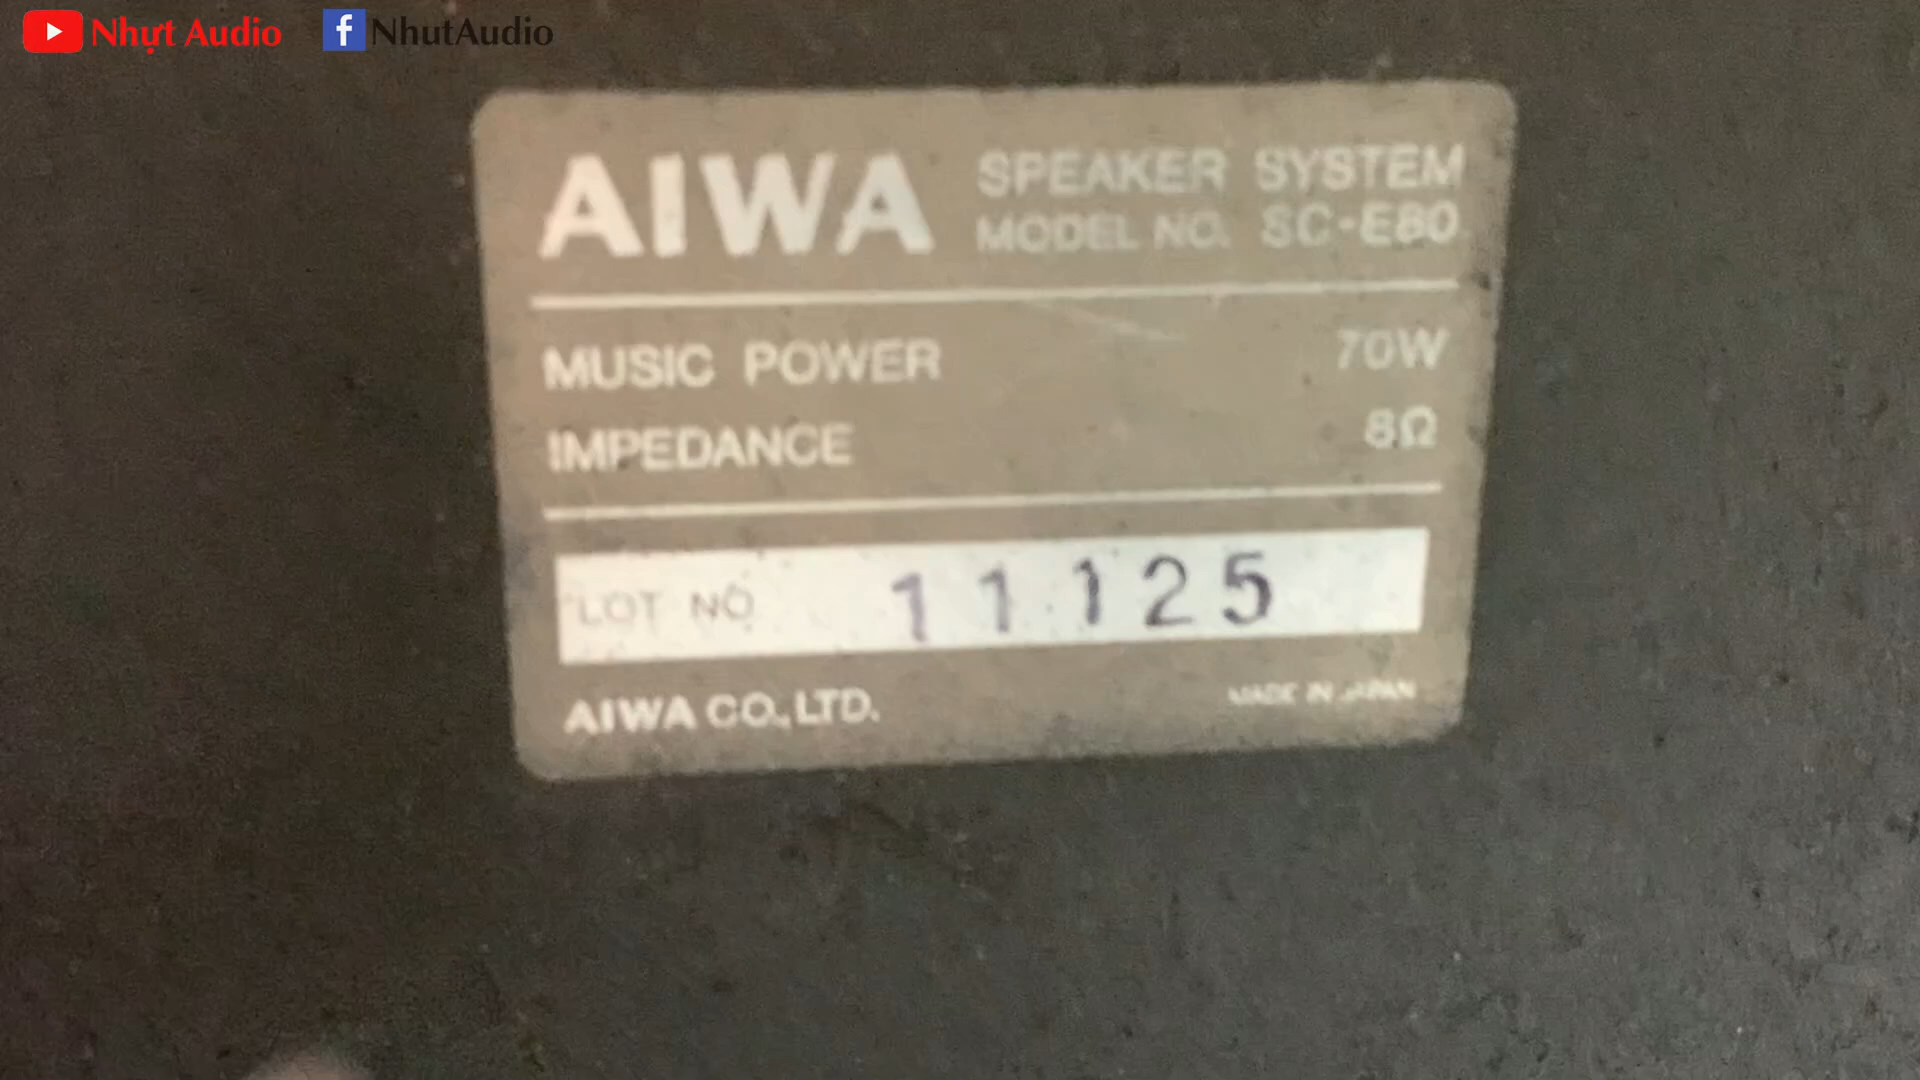 Nhựt Audio NhutAudio
AIWA SPEAKER SYSTEM
MODEL NO. SC-E80
MUSIC POWER 70W
IMPEDANCE 8Ω
LOT NO 11125
AIWA CO.,LTD. MADE IN JAPAN